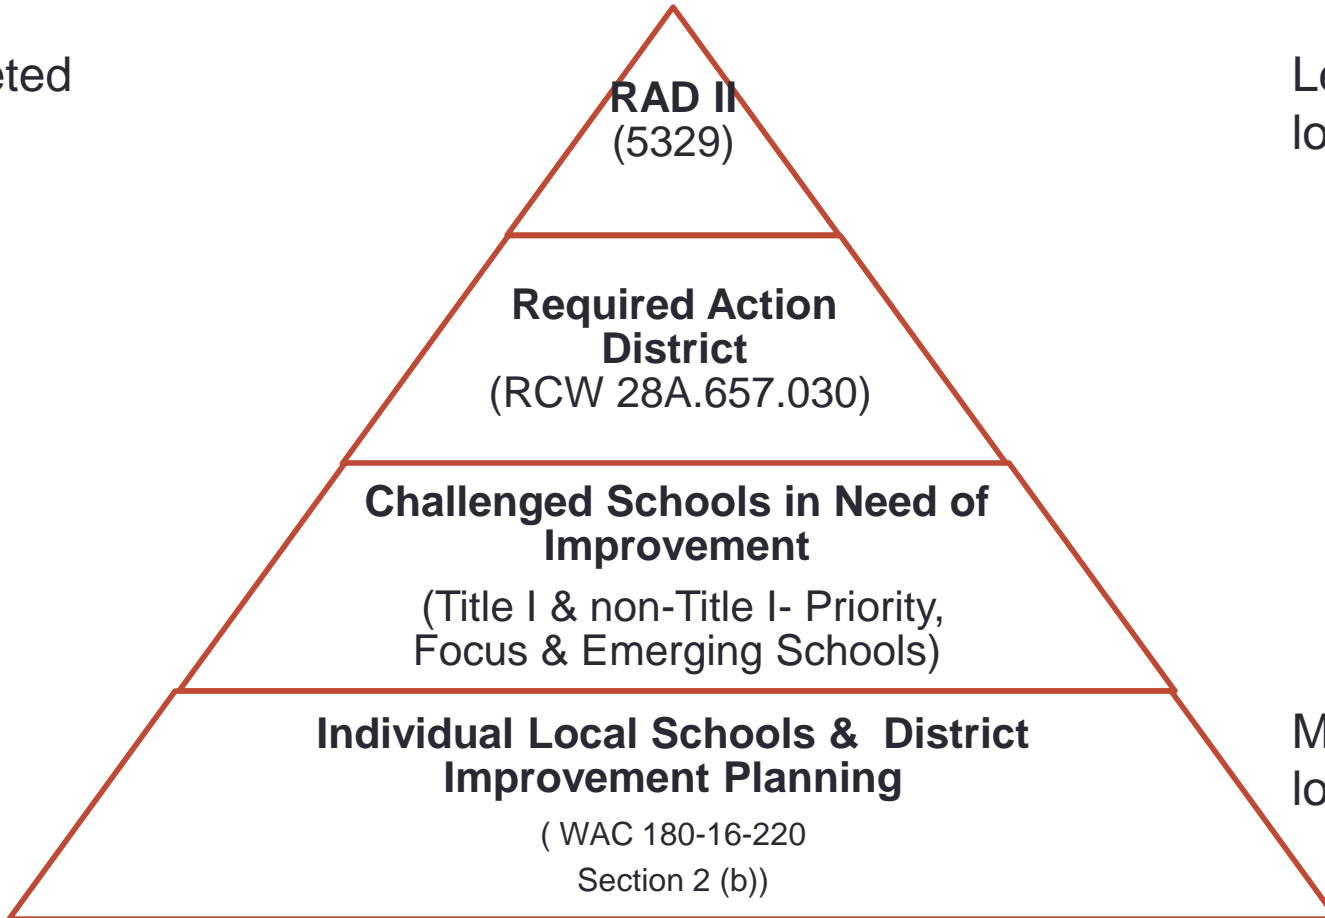 RAD II
(5329)
Required Action
District
(RCW 28A.657.030)
Challenged Schools in Need of
Improvement
(Title I & non-Title I- Priority,
Focus & Emerging Schools)
Individual Local Schools &  District
Improvement Planning
( WAC 180-16-220
Section 2 (b))